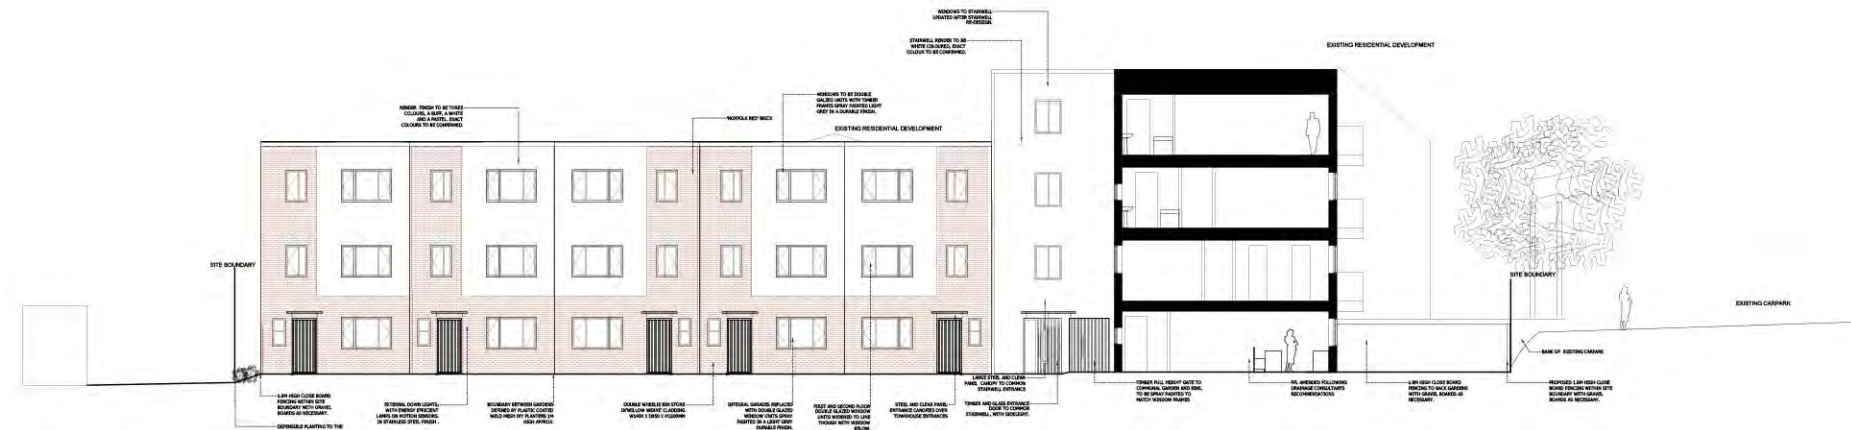 WINDOWS TO STAIRWELL
UPDATED AFTER STAIRWELL
RE-DESIGN.
STAIRWELL RENDER TO BE
WHITE COLOURED, EXACT
COLOUR TO BE CONFIRMED.
EXISTING RESIDENTIAL DEVELOPMENT
RENDER FINISH TO BE THREE
COLOURS, A BUFF, A WHITE
AND A PASTEL. EXACT
COLOURS TO BE CONFIRMED.
WINDOWS TO BE DOUBLE
GALZED UNITS WITH TIMBER
FRAMES SPRAY PAINTED LIGHT
GREY IN A DURABLE FINISH.
'NORFOLK RED' BRICK
EXISTING RESIDENTIAL DEVELOPMENT
SITE BOUNDARY
SITE BOUNDARY
EXISTING CARPARK
BANK OF EXISTING CARPARK
1.8M HIGH CLOSE BOARD
FENCING WITHIN SITE
BOUNDARY WITH GRAVEL
BOARDS AS NECESSARY.
DEFENSIBLE PLANTING TO THE
EXTERNAL DOWN LIGHTS,
WITH ENERGY EFFICIENT
LAMPS ON MOTION SENSORS,
IN STAINLESS STEEL FINISH.
BOUNDARY BETWEEN GARDENS
DEFINED BY PLASTIC COATED
WELD MESH IVY PLANTERS 1M
HIGH APPROX
DOUBLE WHEELIE BIN STORE
IN'WILLOW WEAVE' CLADDING
INTEGRAL GARAGES REPLACED
WITH DOUBLE GLAZED
WINDOW UNITS SPRAY
PAINTED IN A LIGHT GREY
DURABLE FINISH.
FIRST AND SECOND FLOOR
DOUBLE GLAZED WINDOW
UNITS WIDENED TO LINE
THOUGH WITH WINDOW
BELOW.
STEEL AND CLEAR PANEL
ENTRANCE CANOPIES OVER
TOWNHOUSE ENTRANCES
LARGE STEEL AND CLEAR
PANEL CANOPY TO COMMON
STAIRWELL ENTRANCE
TIMBER AND GLASS ENTRANCE
DOOR TO COMMON
STAIRWELL, WITH SIDELIGHT.
TIMBER FULL HEIGHT GATE TO
COMMUNAL GARDEN AND BINS,
TO BE SPRAY PAINTED TO
MATCH WINDOW FRAMES
FFL AMENDED FOLLOWING
DRAINAGE CONSULTANTS
RECOMMENDATIONS
1.8M HIGH CLOSE BOARD
FENCING TO BACK GARDENS
WITH GRAVEL BOARDS AS
NECESSARY.
PROPOSED 1.8M HIGH CLOSE
BOARD FENCING WITHIN SITE
BOUNDARY WITH GRAVEL
BOARDS AS NECESSARY.